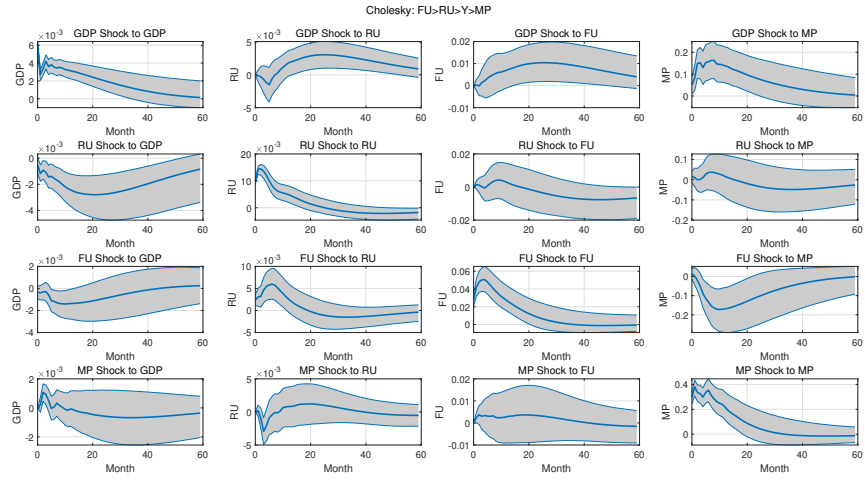 Cholesky: FU>RU>Y>MP
GDP Shock to GDP
GDP Shock to RU
GDP Shock to FU
GDP Shock to MP
×10⁻³
6
4
2
0
GDP
0 20 40 60
Month
×10⁻³
5
0
-5
RU
0 20 40 60
Month
0.02
0.01
0
-0.01
FU
0 20 40 60
Month
0.2
0.1
0
MP
0 20 40 60
Month
RU Shock to GDP
RU Shock to RU
RU Shock to FU
RU Shock to MP
×10⁻³
0
-2
-4
GDP
0 20 40 60
Month
×10⁻³
20
15
10
5
0
RU
0 20 40 60
Month
0.02
0
-0.02
FU
0 20 40 60
Month
0.1
0
-0.1
-0.2
MP
0 20 40 60
Month
FU Shock to GDP
FU Shock to RU
FU Shock to FU
FU Shock to MP
×10⁻³
2
0
-2
-4
GDP
0 20 40 60
Month
×10⁻³
10
5
0
-5
RU
0 20 40 60
Month
0.06
0.04
0.02
0
FU
0 20 40 60
Month
0
-0.1
-0.2
MP
0 20 40 60
Month
MP Shock to GDP
MP Shock to RU
MP Shock to FU
MP Shock to MP
×10⁻³
2
0
-2
GDP
0 20 40 60
Month
×10⁻³
5
0
-5
RU
0 20 40 60
Month
0.02
0.01
0
-0.01
FU
0 20 40 60
Month
0.4
0.2
0
MP
0 20 40 60
Month